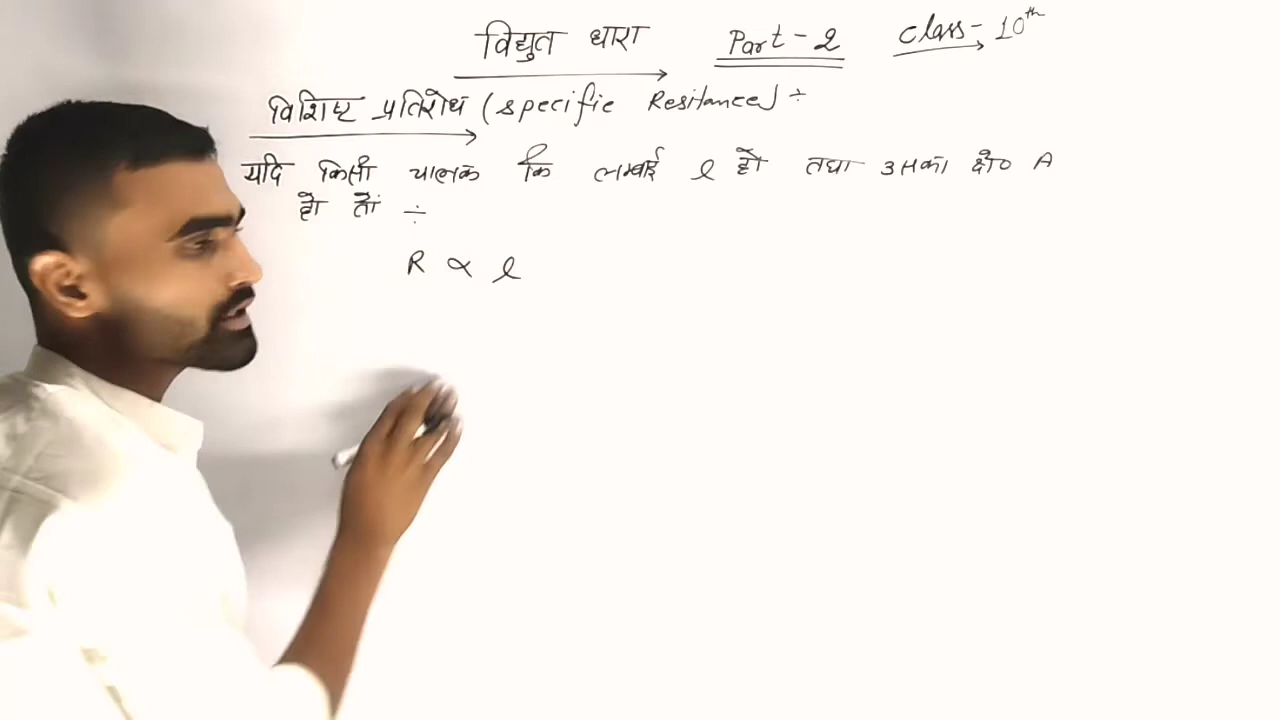 विद्युत धारा Part - 2 Class - 10th
विशिष्ट प्रतिरोध (specific Resitance) ÷
यदि किसी चालक कि लम्बाई l हो तथा उसका क्षे० A
हो तो ÷
R ∝ l